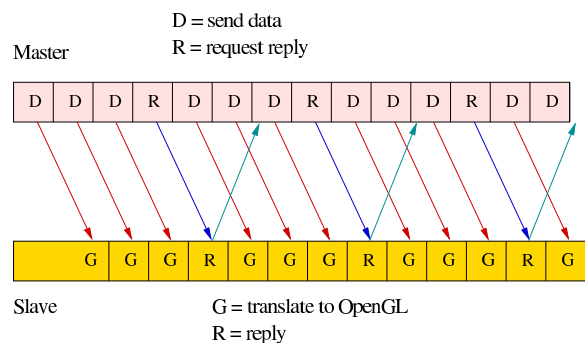 D = send data
R = request reply
Master
D D D R D D D R D D D R D D
G G G R G G G R G G G R G
Slave
G = translate to OpenGL
R = reply